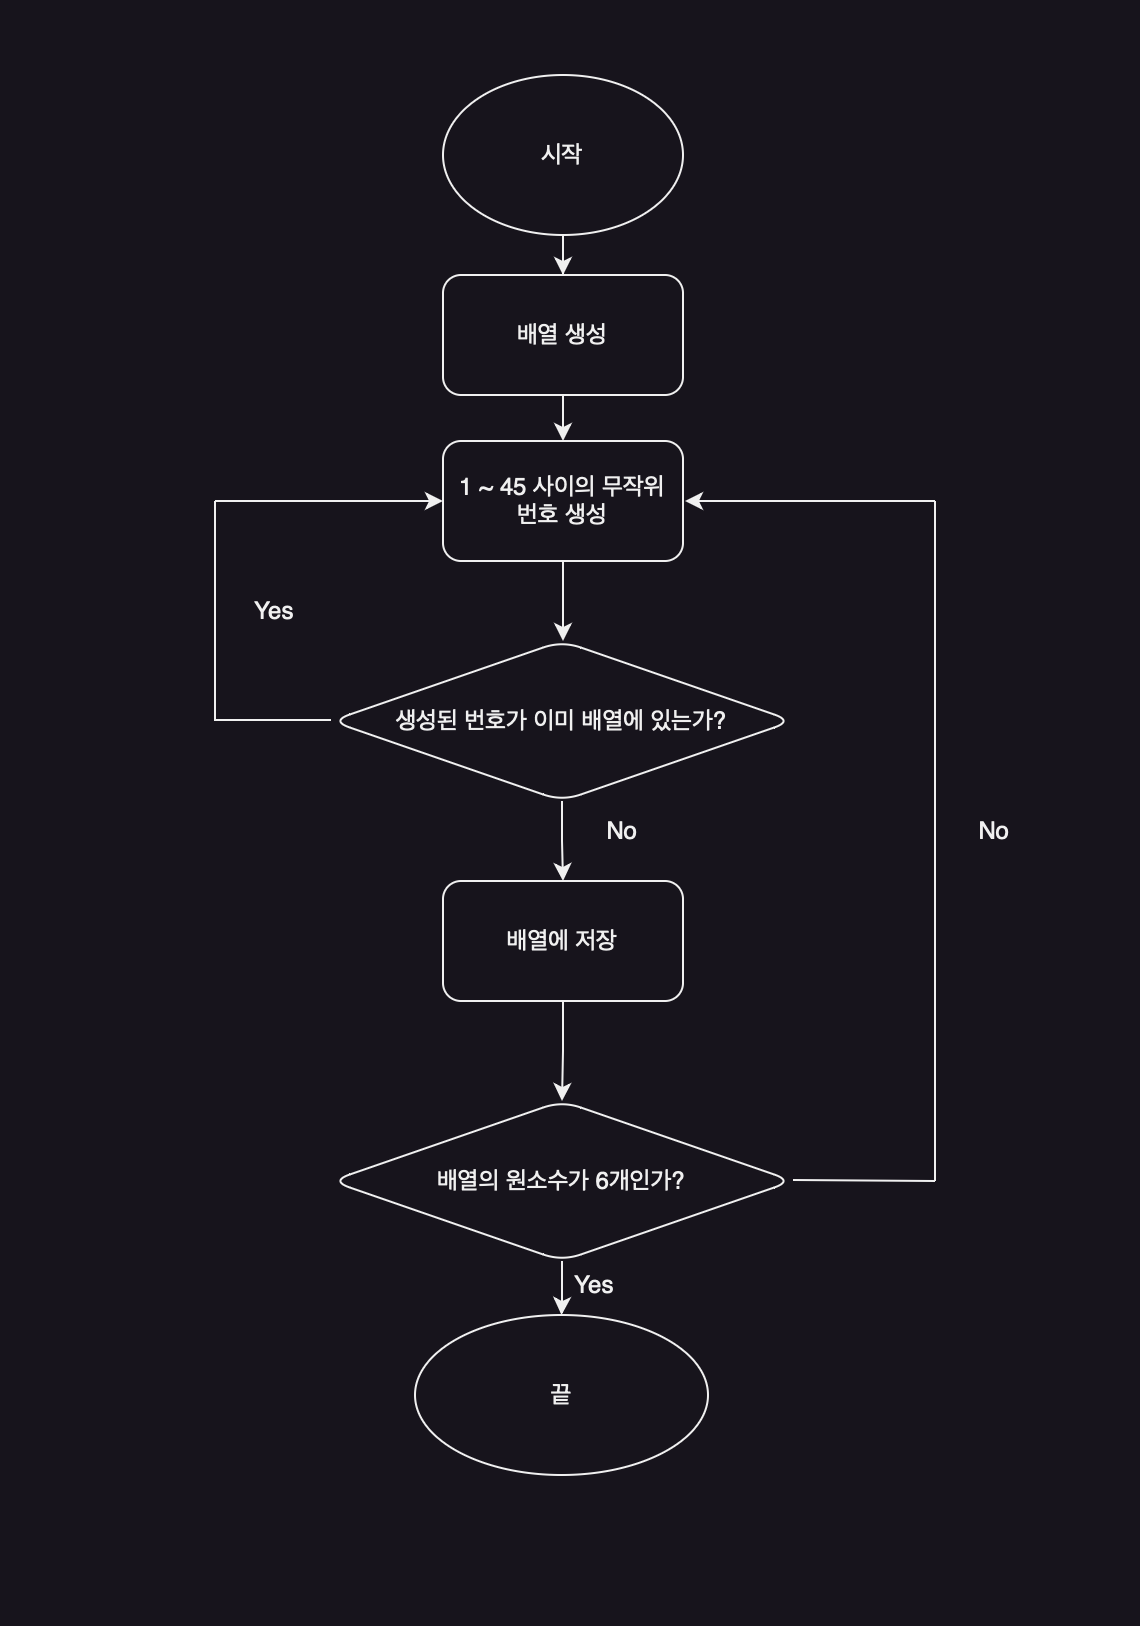 시작
배열 생성
1 ~ 45 사이의 무작위
번호 생성
Yes
생성된 번호가 이미 배열에 있는가?
No
No
배열에 저장
배열의 원소수가 6개인가?
Yes
끝